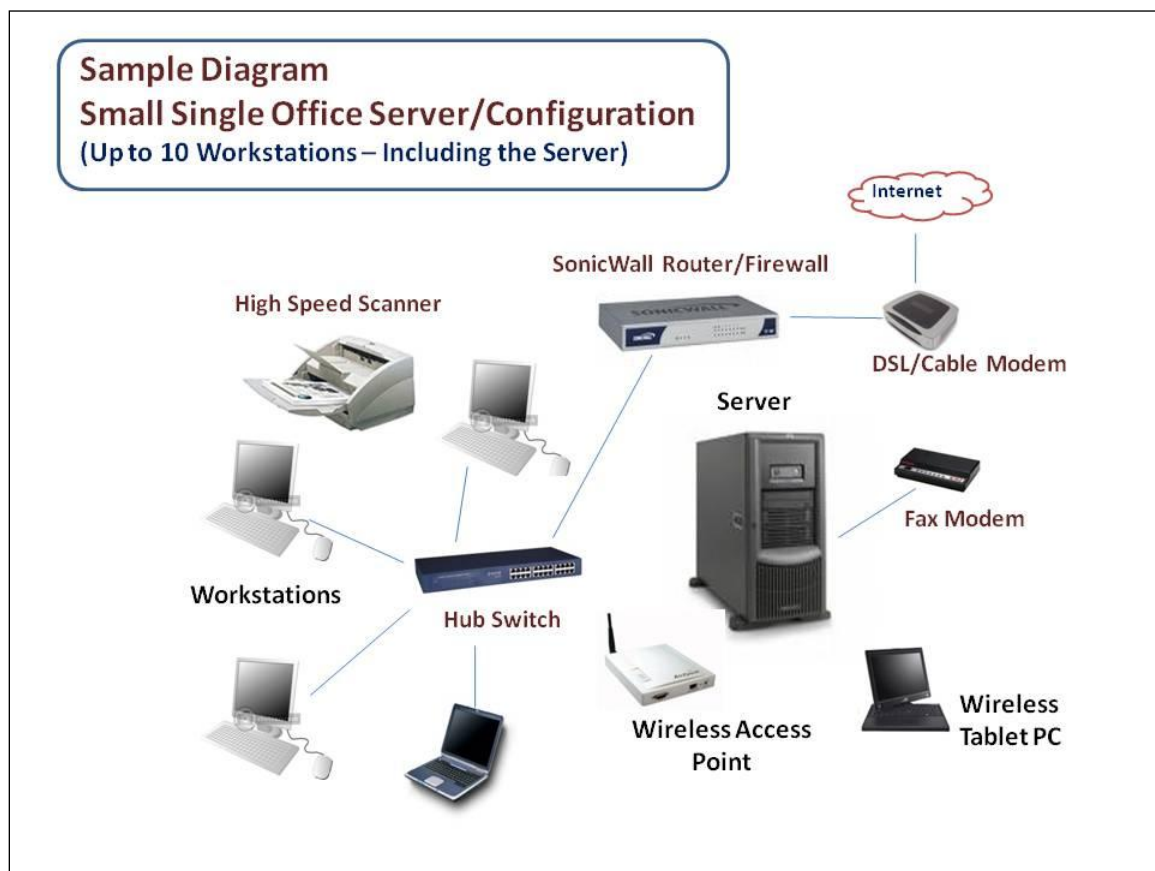 Sample Diagram
Small Single Office Server/Configuration
(Up to 10 Workstations – Including the Server)
Internet
SonicWall Router/Firewall
High Speed Scanner
SONICWALL
DSL/Cable Modem
Server
Fax Modem
Workstations
Hub Switch
Wireless Access
Point
Wireless
Tablet PC